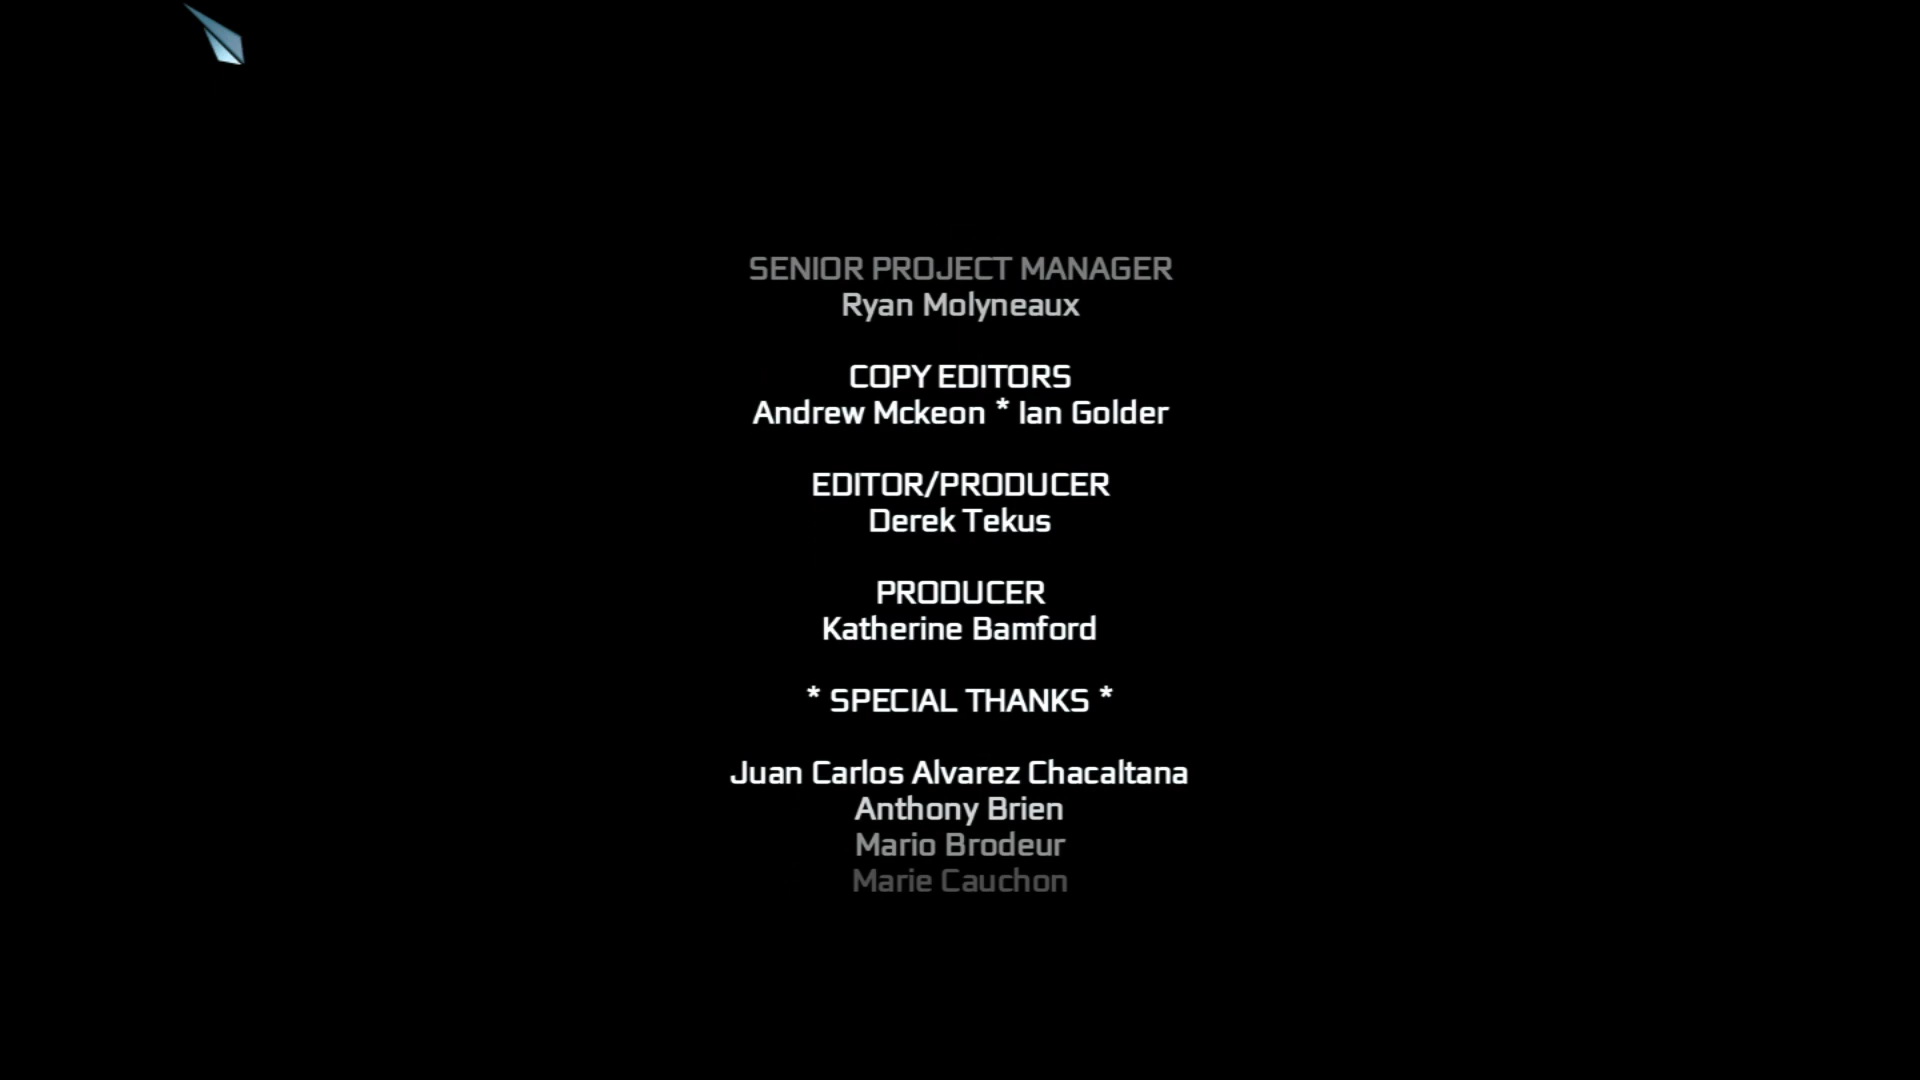 SENIOR PROJECT MANAGER
Ryan Molyneaux
COPY EDITORS
Andrew Mckeon * Ian Golder
EDITOR/PRODUCER
Derek Tekus
PRODUCER
Katherine Bamford
* SPECIAL THANKS *
Juan Carlos Alvarez Chacaltana
Anthony Brien
Mario Brodeur
Marie Cauchon